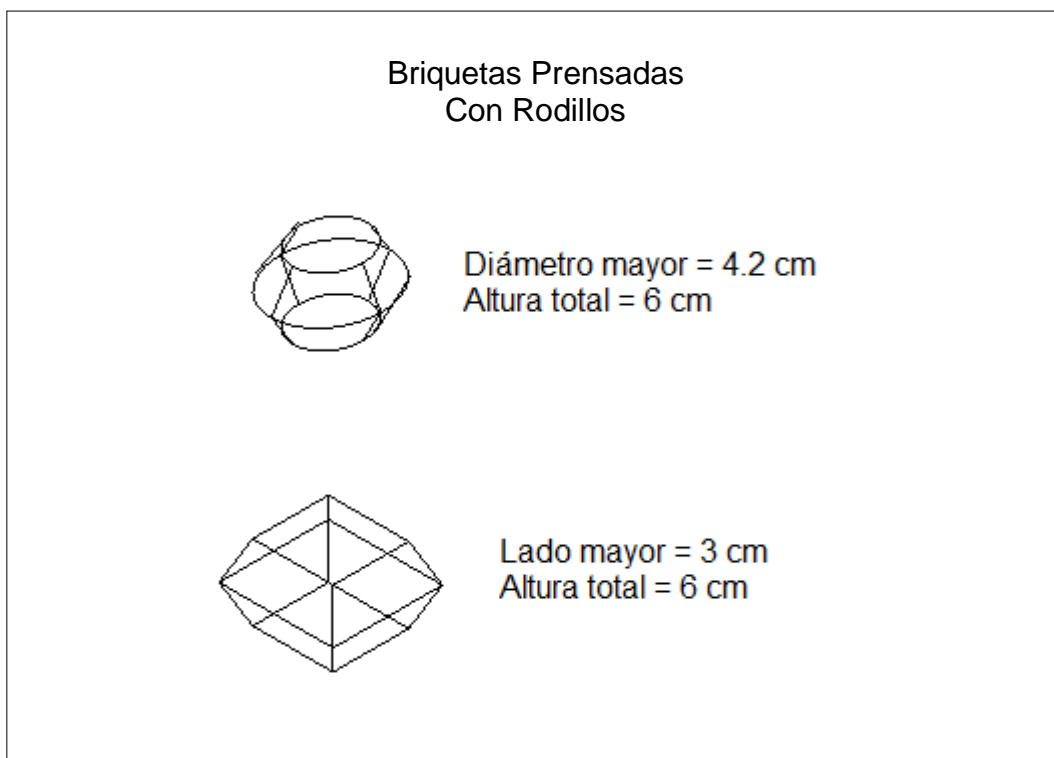 Briquetas Prensadas
Con Rodillos
Diámetro mayor = 4.2 cm
Altura total = 6 cm
Lado mayor = 3 cm
Altura total = 6 cm